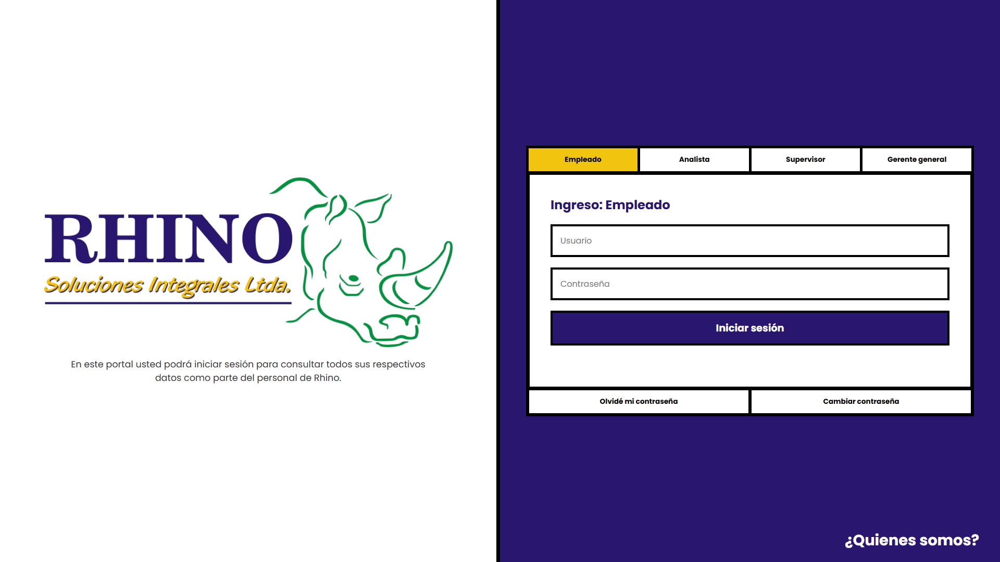 RHINO
Soluciones Integrales Ltda.
En este portal usted podrá iniciar sesión para consultar todos sus respectivos
datos como parte del personal de Rhino.
Empleado
Analista
Supervisor
Gerente general
Ingreso: Empleado
Usuario
Contraseña
Iniciar sesión
Olvidé mi contraseña
Cambiar contraseña
¿Quienes somos?